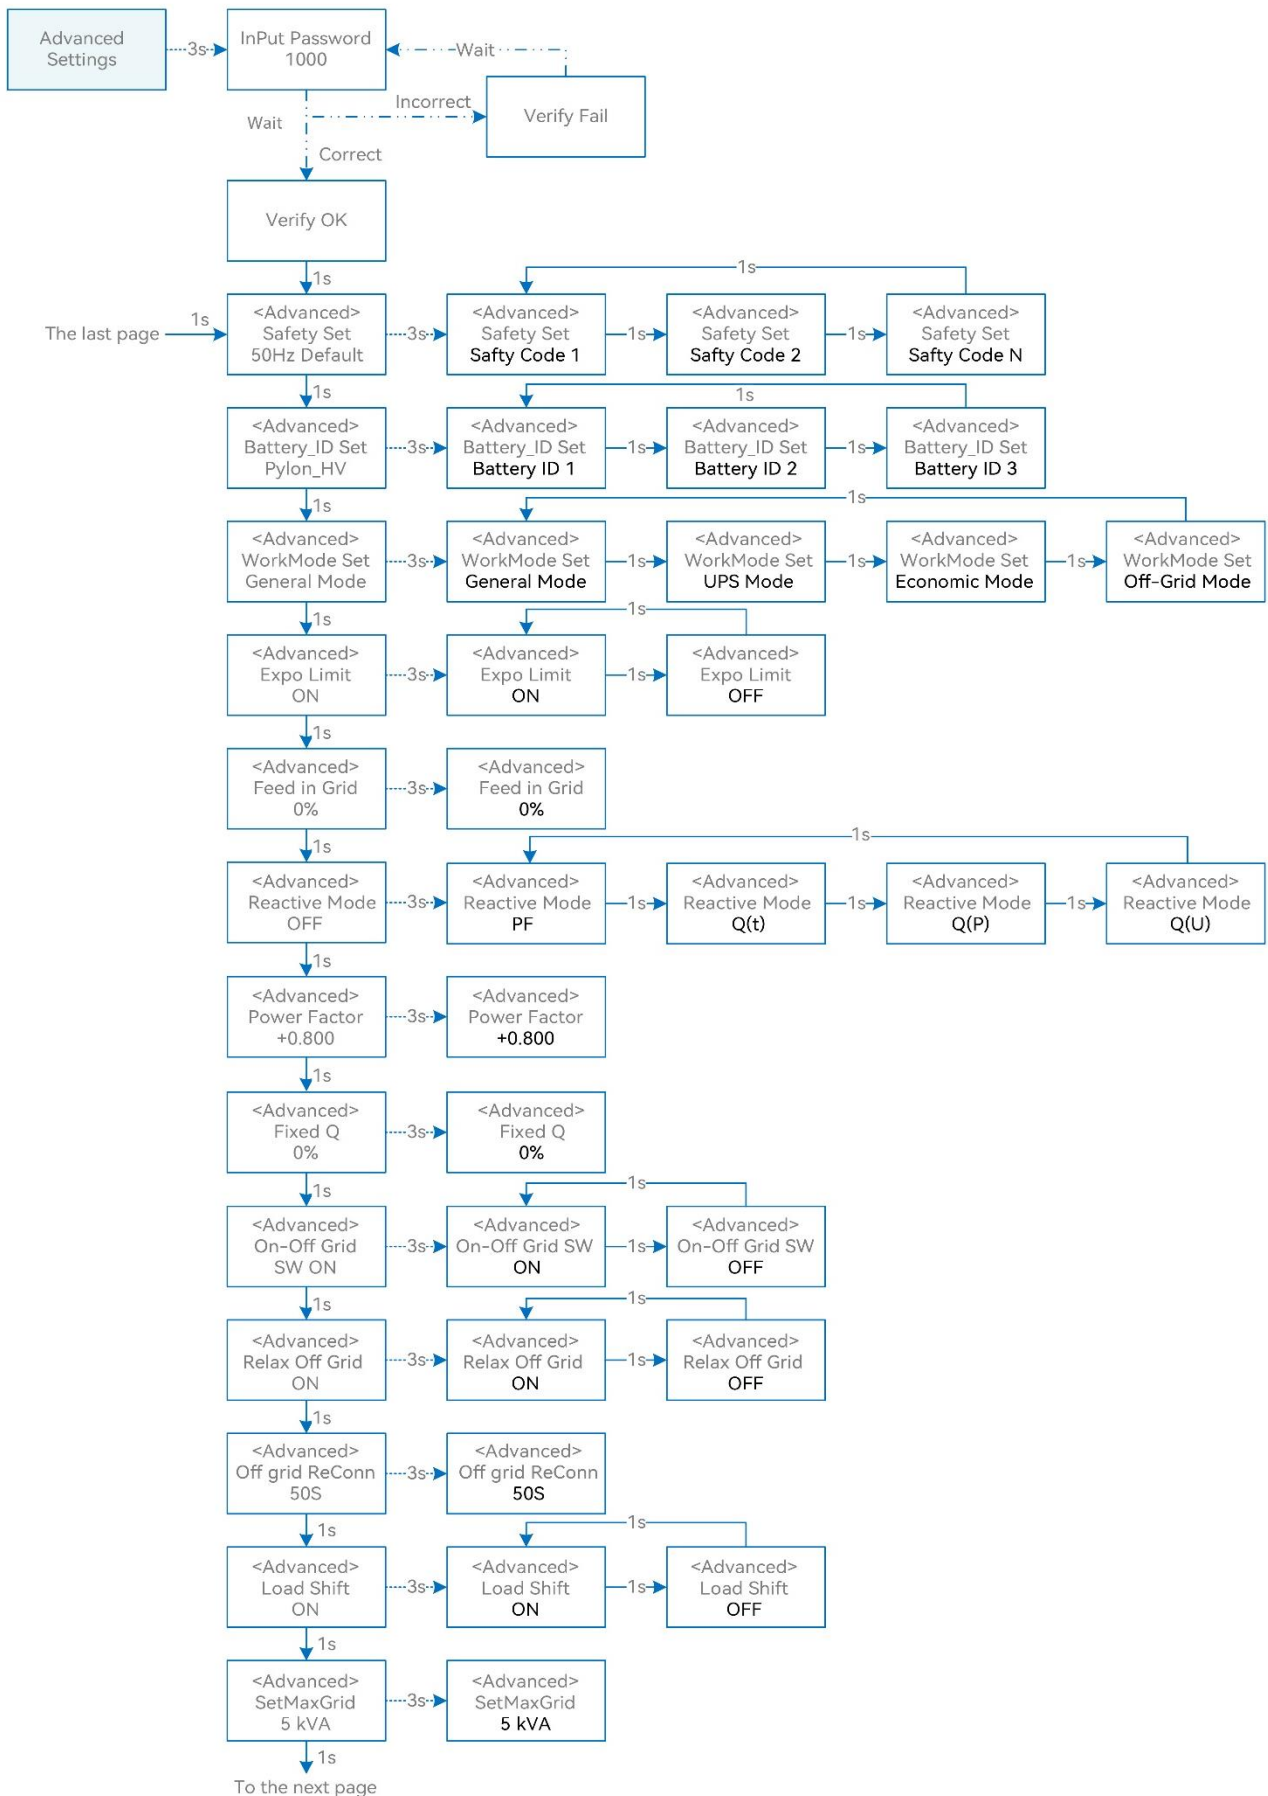 Advanced
Settings
3s
InPut Password
1000
Wait
Incorrect
Verify Fail
Wait
Correct
Verify OK
1s
1s
The last page
1s
<Advanced>
Safety Set
50Hz Default
3s
<Advanced>
Safety Set
Safty Code 1
1s
<Advanced>
Safety Set
Safty Code 2
1s
<Advanced>
Safety Set
Safty Code N
1s
1s
<Advanced>
Battery_ID Set
Pylon_HV
3s
<Advanced>
Battery_ID Set
Battery ID 1
1s
<Advanced>
Battery_ID Set
Battery ID 2
1s
<Advanced>
Battery_ID Set
Battery ID 3
1s
1s
<Advanced>
WorkMode Set
General Mode
3s
<Advanced>
WorkMode Set
General Mode
1s
<Advanced>
WorkMode Set
UPS Mode
1s
<Advanced>
WorkMode Set
Economic Mode
1s
<Advanced>
WorkMode Set
Off-Grid Mode
1s
1s
<Advanced>
Expo Limit
ON
3s
<Advanced>
Expo Limit
ON
1s
<Advanced>
Expo Limit
OFF
1s
<Advanced>
Feed in Grid
0%
3s
<Advanced>
Feed in Grid
0%
1s
1s
<Advanced>
Reactive Mode
OFF
3s
<Advanced>
Reactive Mode
PF
1s
<Advanced>
Reactive Mode
Q(t)
1s
<Advanced>
Reactive Mode
Q(P)
1s
<Advanced>
Reactive Mode
Q(U)
1s
<Advanced>
Power Factor
+0.800
3s
<Advanced>
Power Factor
+0.800
1s
<Advanced>
Fixed Q
0%
3s
<Advanced>
Fixed Q
0%
1s
1s
<Advanced>
On-Off Grid
SW ON
3s
<Advanced>
On-Off Grid SW
ON
1s
<Advanced>
On-Off Grid SW
OFF
1s
1s
<Advanced>
Relax Off Grid
ON
3s
<Advanced>
Relax Off Grid
ON
1s
<Advanced>
Relax Off Grid
OFF
1s
<Advanced>
Off grid ReConn
50S
3s
<Advanced>
Off grid ReConn
50S
1s
1s
<Advanced>
Load Shift
ON
3s
<Advanced>
Load Shift
ON
1s
<Advanced>
Load Shift
OFF
1s
<Advanced>
SetMaxGrid
5 kVA
3s
<Advanced>
SetMaxGrid
5 kVA
1s
To the next page